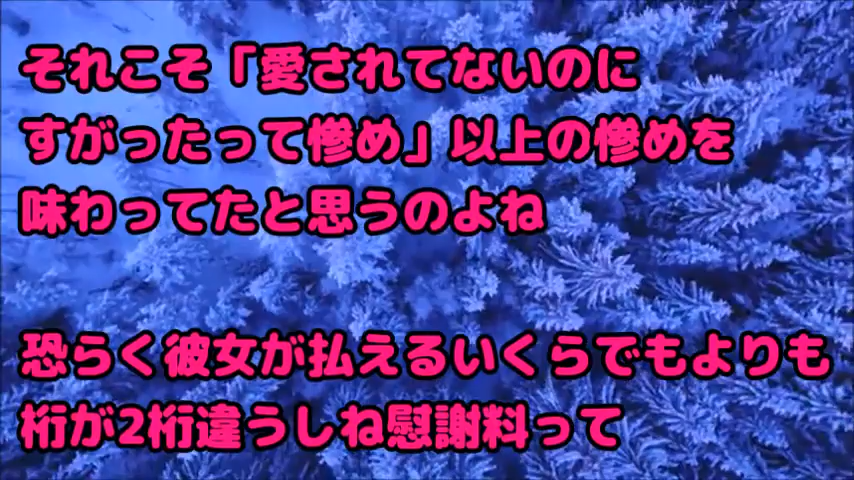 それこそ「愛されてないのに
すがったって惨め」以上の惨めを
味わってたと思うのよね
恐らく彼女が払えるいくらでもよりも
桁が2桁違うしね慰謝料って